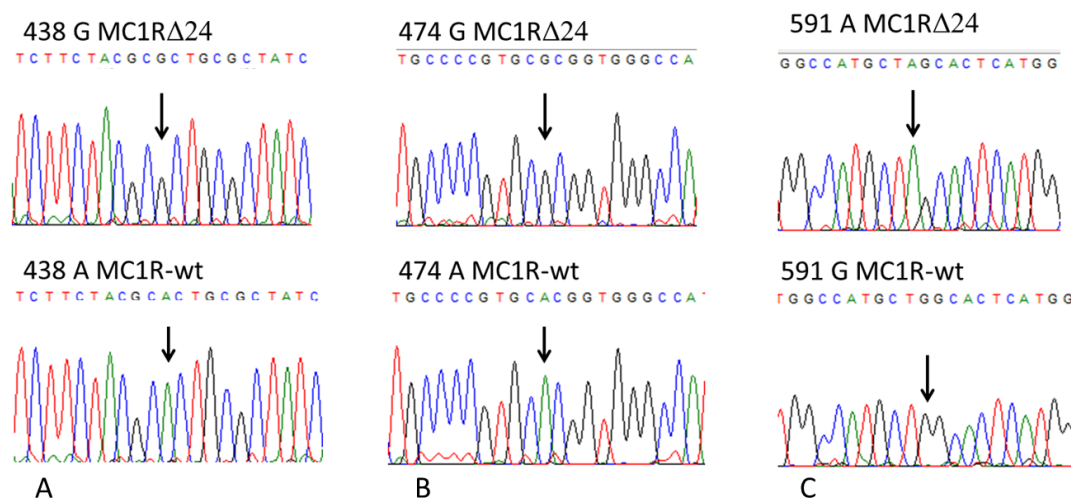 438 G MC1RΔ24
TCTTCTACGCGCTGCGCTATC
474 G MC1RΔ24
TGCCCCGTGCGCGGTGGGCCA
591 A MC1RΔ24
GGCCATGCTAGCACTCATGG
438 A MC1R-wt
TCTTCTACGCACTGCGCTATC
474 A MC1R-wt
TGCCCCGTGCACGGTGGGCCA
591 G MC1R-wt
TGGCCATGCTGGCACTCATGG
A
B
C